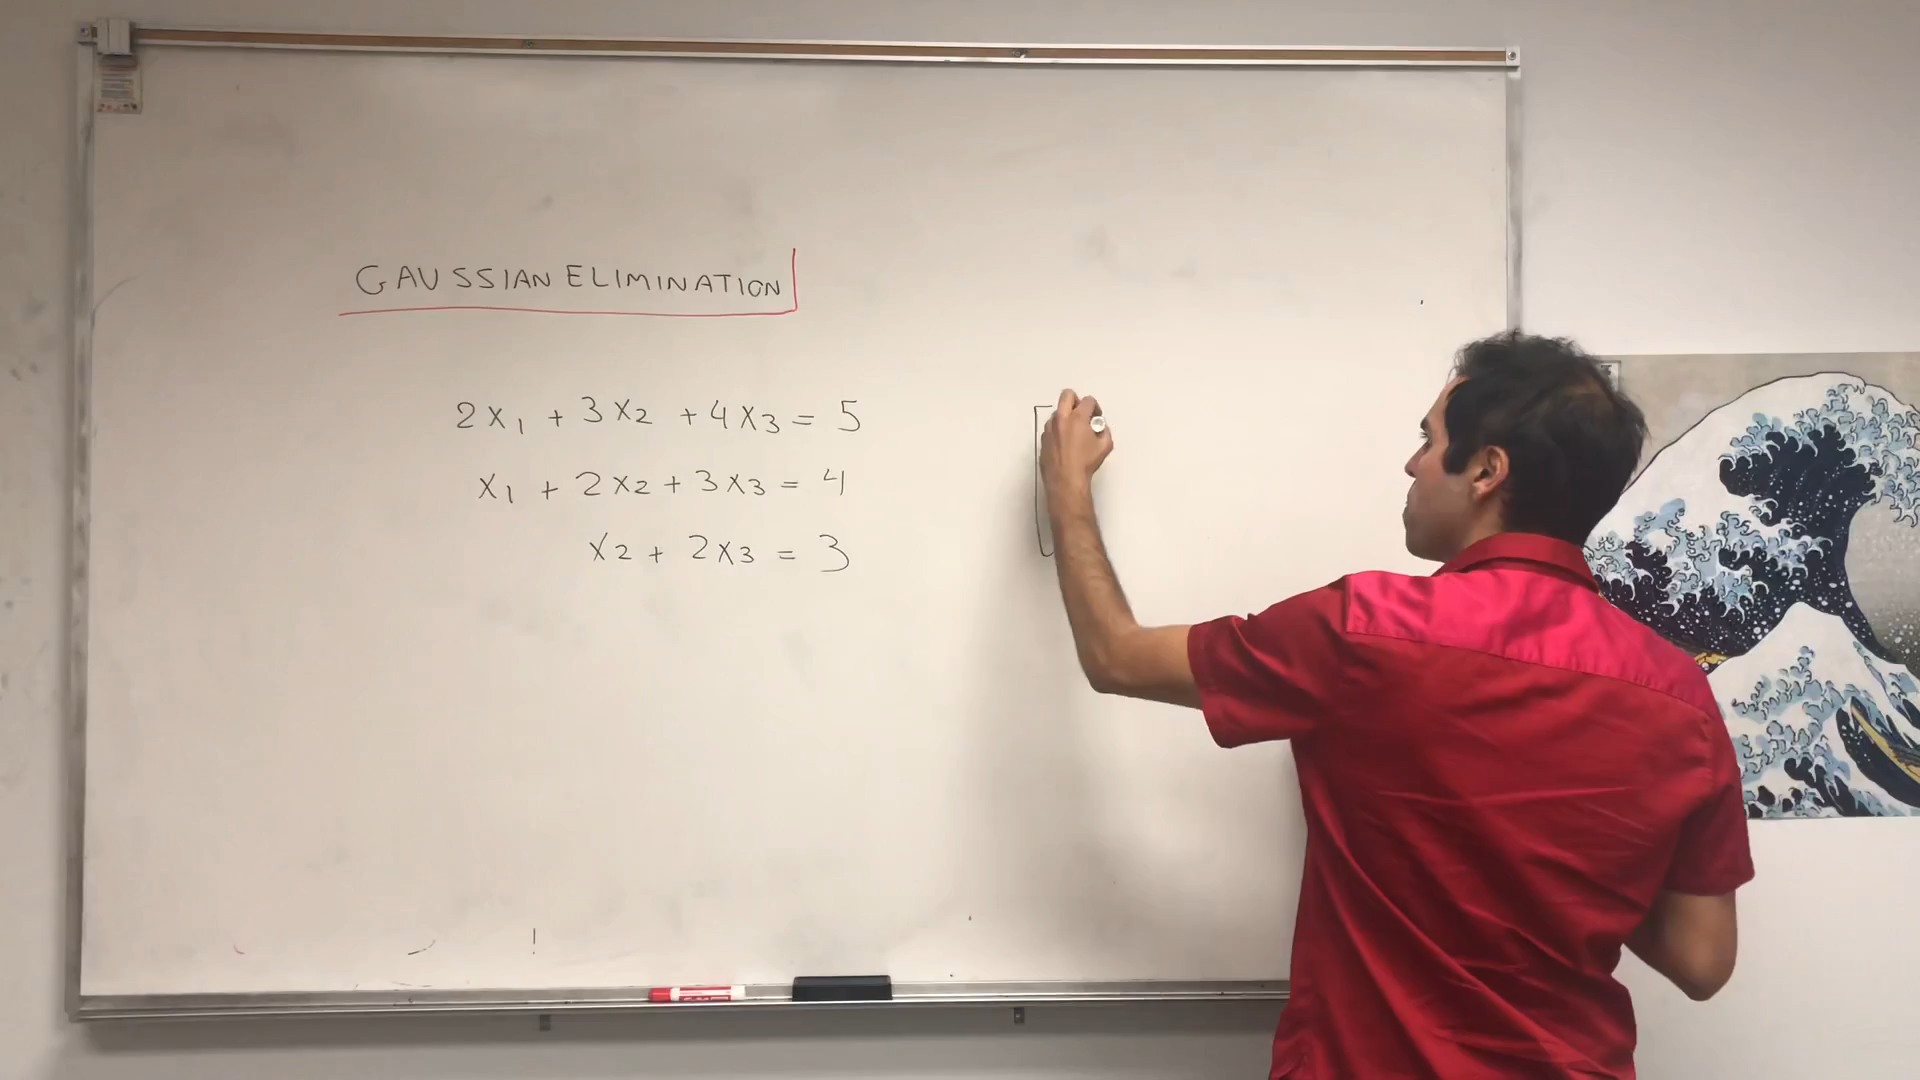 GAUSSIAN ELIMINATION
2x₁ + 3x₂ + 4x₃ = 5
x₁ + 2x₂ + 3x₃ = 4
x₂ + 2x₃ = 3